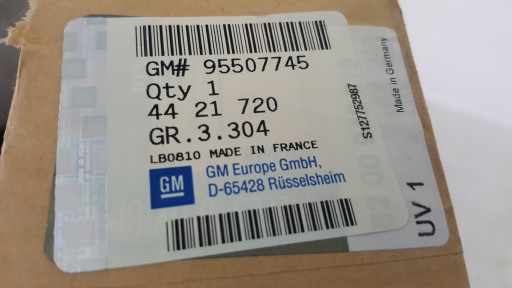 GM# 95507745
Qty 1
44 21 720
GR.3.304
LB0810 MADE IN FRANCE
GM
GM Europe GmbH,
D-65428 Rüsselsheim
S127752987
Made in Germany
UV 1